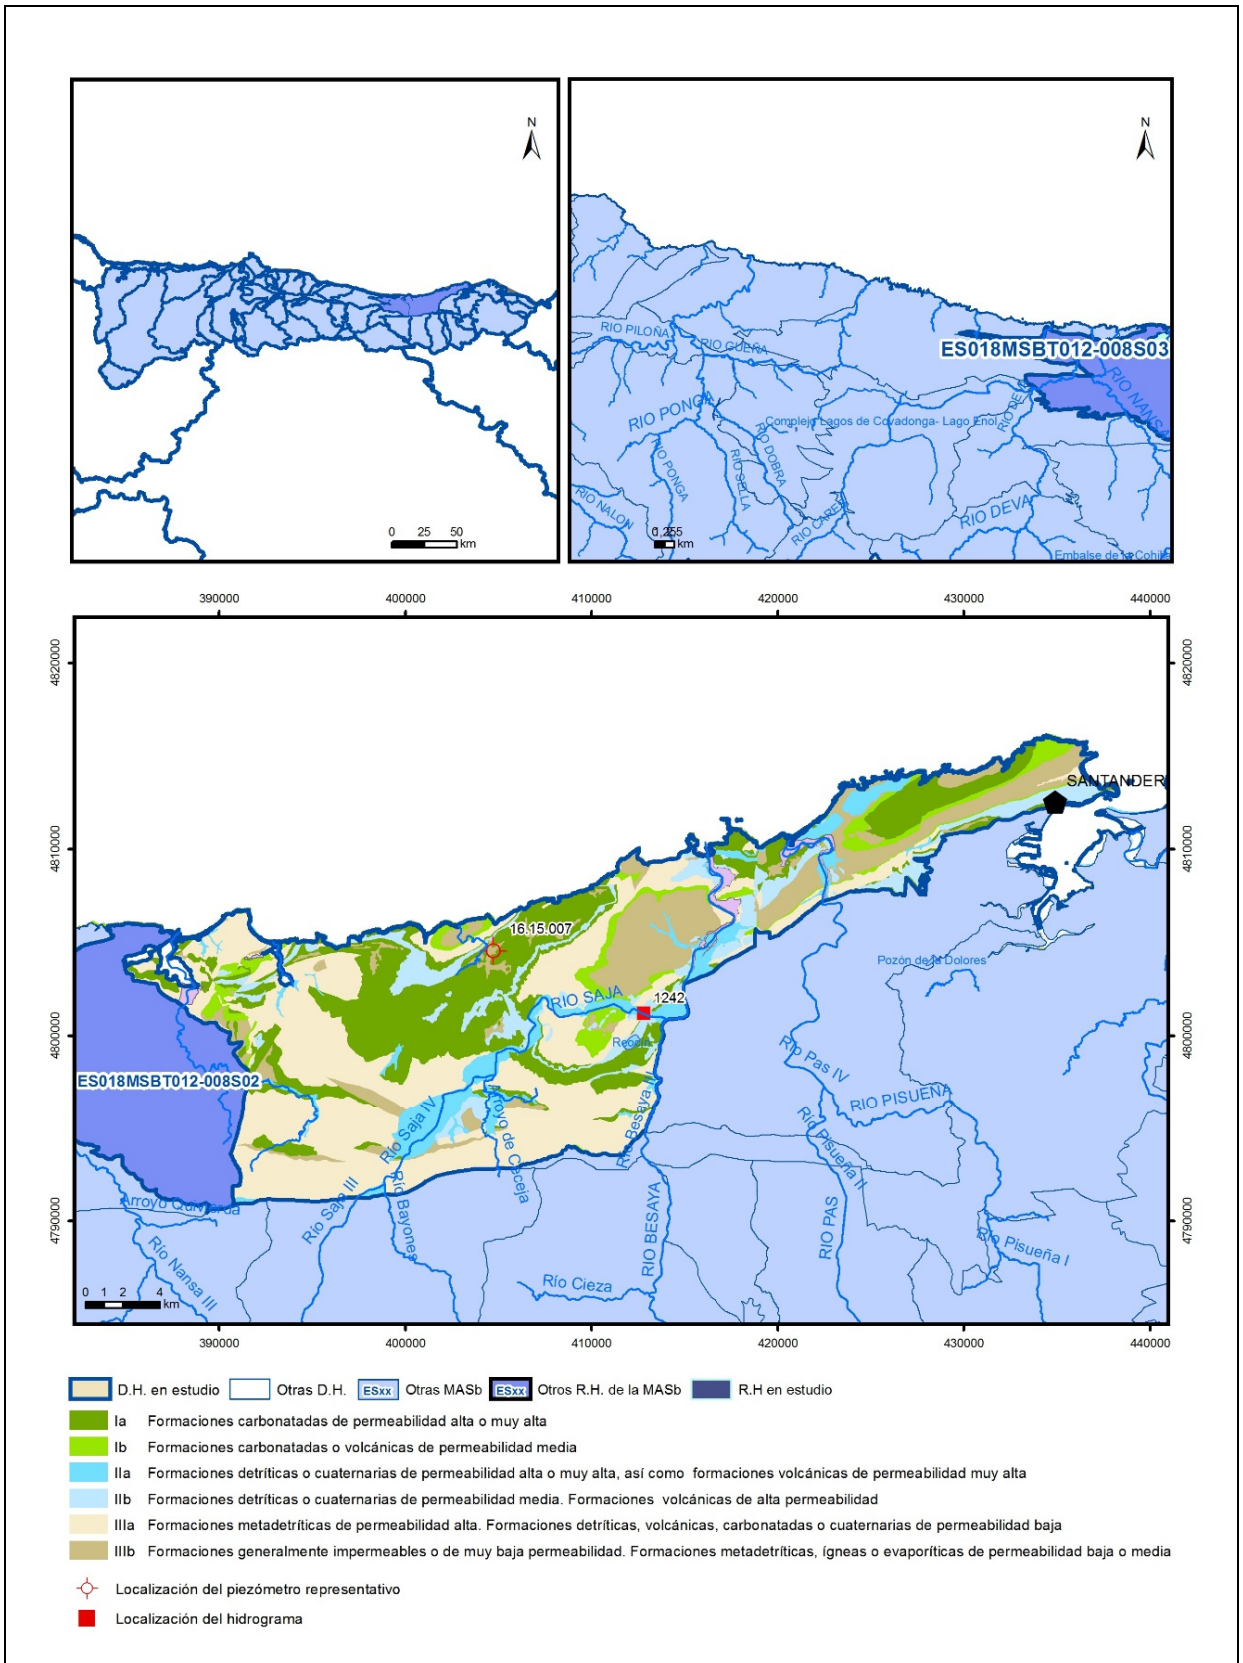 N
0 25 50
km
N
RIO PILOÑA
RIO GUEÑA
ES018MSBT012-008S03
RIO NANSA
RIO PONGA
RIO PONGA
RIO SELLA
RIO DOBRA
Complejo Lagos de Covadonga- Lago Enol
RIO NALON
RIO DEVA
km
390000 400000 410000 420000 430000 440000
4820000
4820000
SANTANDER
4810000
4810000
16.15.007
RIO SAJA
1242
Pozón de la Dolores
4800000
4800000
Reocín
ES018MSBT012-008S02
Río Saja IV
Arroyo de Ceceja
Río Besaya II
Río Pas IV
RIO PISUEÑA
Río Pisueña II
4790000
4790000
Río Saja III
Río Bayones
RIO BESAYA
RIO PAS
Río Pisueña I
Río Nansa III
Río Cieza
0 1 2 4
km
390000 400000 410000 420000 430000 440000
D.H. en estudio
Otras D.H.
ESxx Otras MASb
ESxx Otros R.H. de la MASb
R.H en estudio
Ia Formaciones carbonatadas de permeabilidad alta o muy alta
Ib Formaciones carbonatadas o volcánicas de permeabilidad media
IIa Formaciones detríticas o cuaternarias de permeabilidad alta o muy alta, así como formaciones volcánicas de permeabilidad muy alta
IIb Formaciones detríticas o cuaternarias de permeabilidad media. Formaciones volcánicas de alta permeabilidad
IIIa Formaciones metadetríticas de permeabilidad alta. Formaciones detríticas, volcánicas, carbonatadas o cuaternarias de permeabilidad baja
IIIb Formaciones generalmente impermeables o de muy baja permeabilidad. Formaciones metadetríticas, ígneas o evaporíticas de permeabilidad baja o media
Localización del piezómetro representativo
Localización del hidrograma